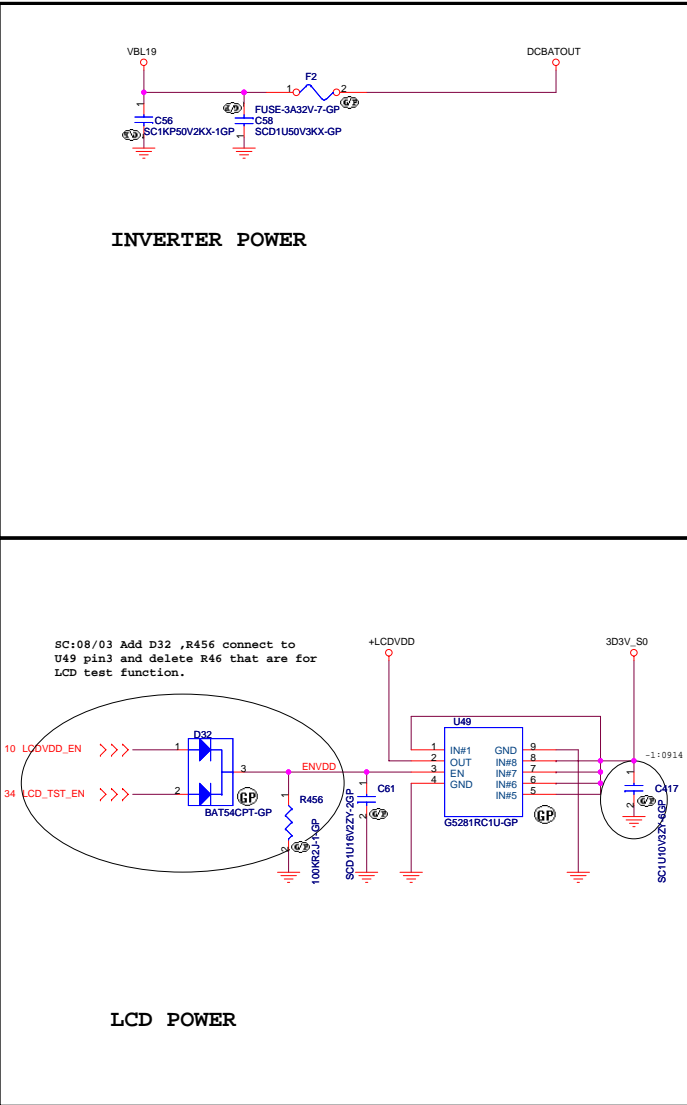 VBL19
DCBATOUT
F2
1
2
FUSE-3A32V-7-GP
1
C56
SC1KP50V2KX-1GP
C58
SCD1U50V3KX-GP
1
INVERTER POWER
SC:08/03 Add D32 ,R456 connect to
U49 pin3 and delete R46 that are for
LCD test function.
+LCDVDD
3D3V_S0
10 LCDVDD_EN
34 LCD_TST_EN
D32
1
2
3
BAT54CPT-GP
GP
ENVDD
1
R456
2
100KR2J-1-GP
1
C61
2
SCD1U16V2ZY-2GP
U49
1 IN#1
2 OUT
3 EN
4 GND
GND 9
IN#8 8
IN#7 7
IN#6 6
IN#5 5
G5281RC1U-GP
GP
-1:0914
1
C417
2
SC1U10V3ZY-6GP
LCD POWER